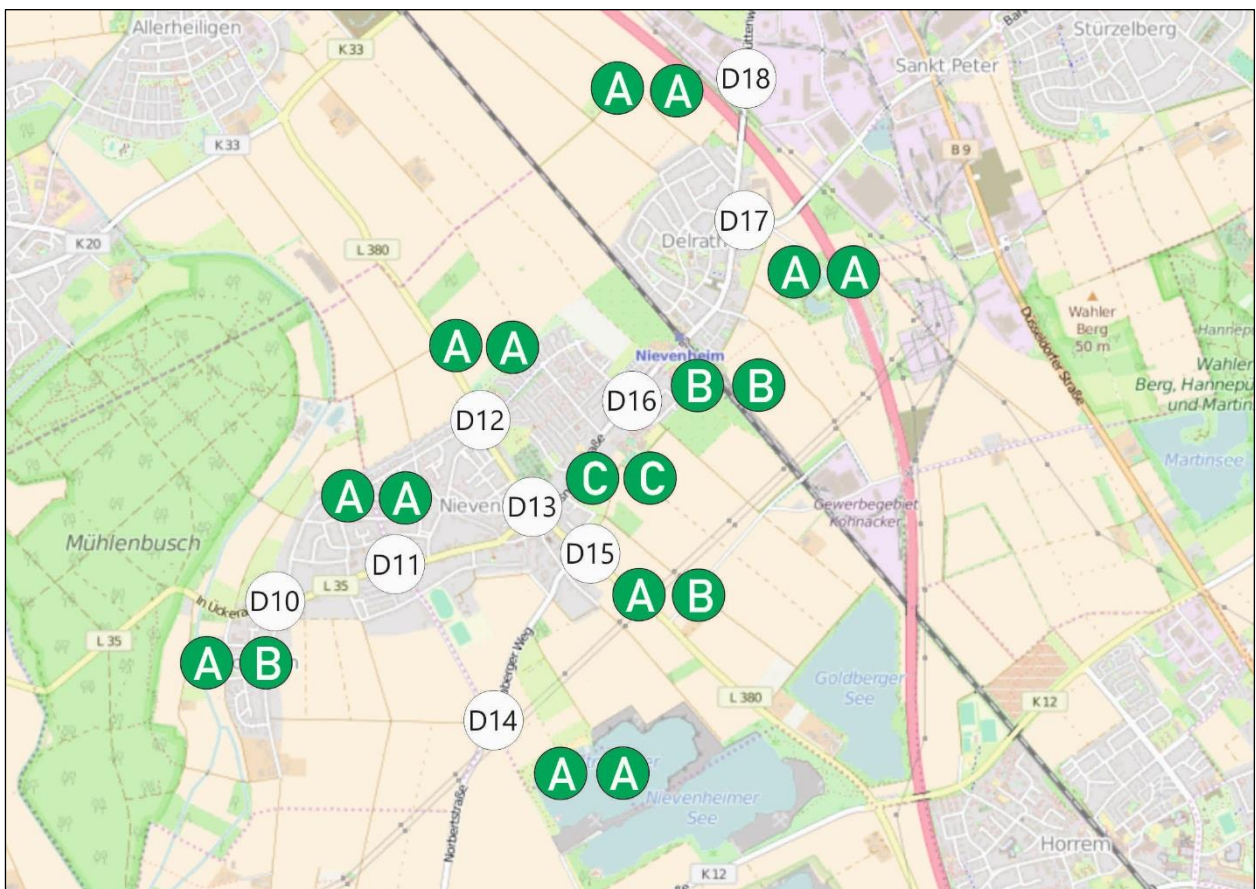 Allerheiligen
K33
Stürzelberg
Sankt Peter
D18
A A
K33
B 9
D17
K20
L 380
Delrath
A A
Wahler
Berg
50 m
Düsseldorfer Straße
A A
Nievenheim
Wahler
Berg, Hannepü
und Martin
D16
B B
D12
Martinsee
C C
A A
D13
Gewerbegebiet
Kohnacker
Mühlenbusch
D15
D11
L 35
D10
A B
L 35
A B
Goldberger
See
L 380
K12
D14
A A
Nievenheimer
See
Norbertstraße
Horrem
K12